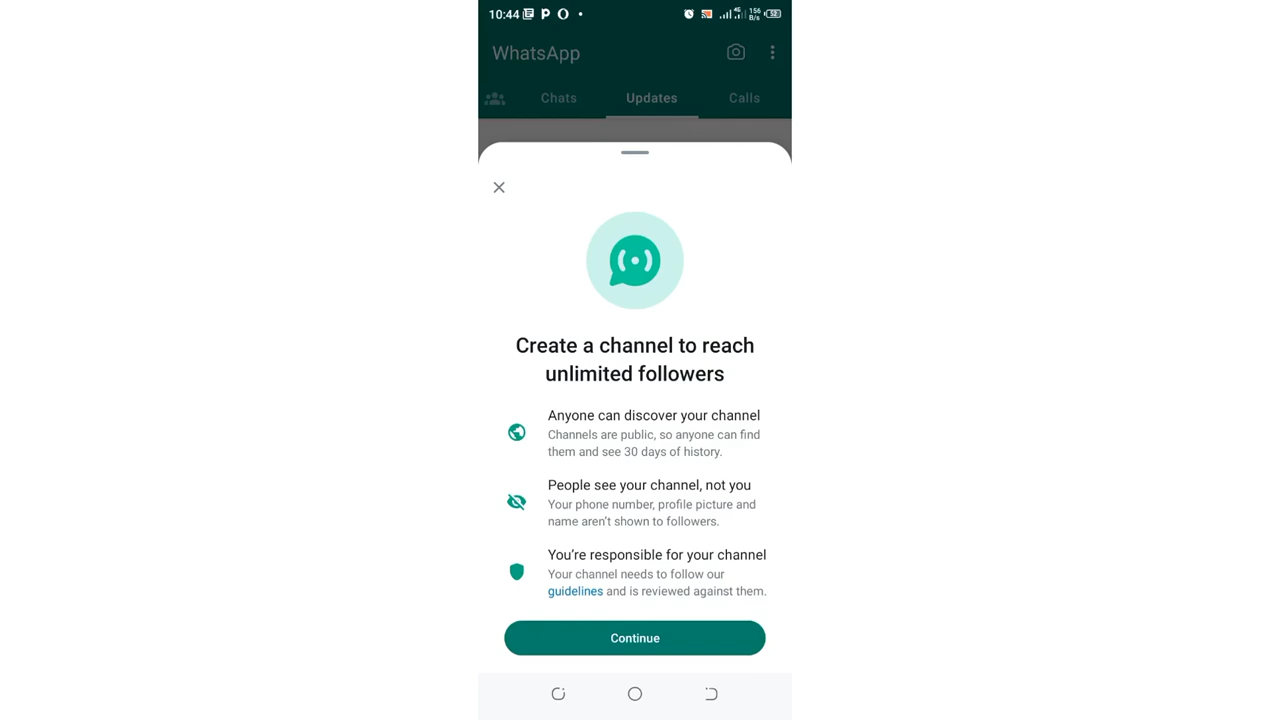 10:44
4G 156 B/s 52
WhatsApp
Chats Updates Calls
Create a channel to reach
unlimited followers
Anyone can discover your channel
Channels are public, so anyone can find
them and see 30 days of history.
People see your channel, not you
Your phone number, profile picture and
name aren't shown to followers.
You're responsible for your channel
Your channel needs to follow our
guidelines and is reviewed against them.
Continue